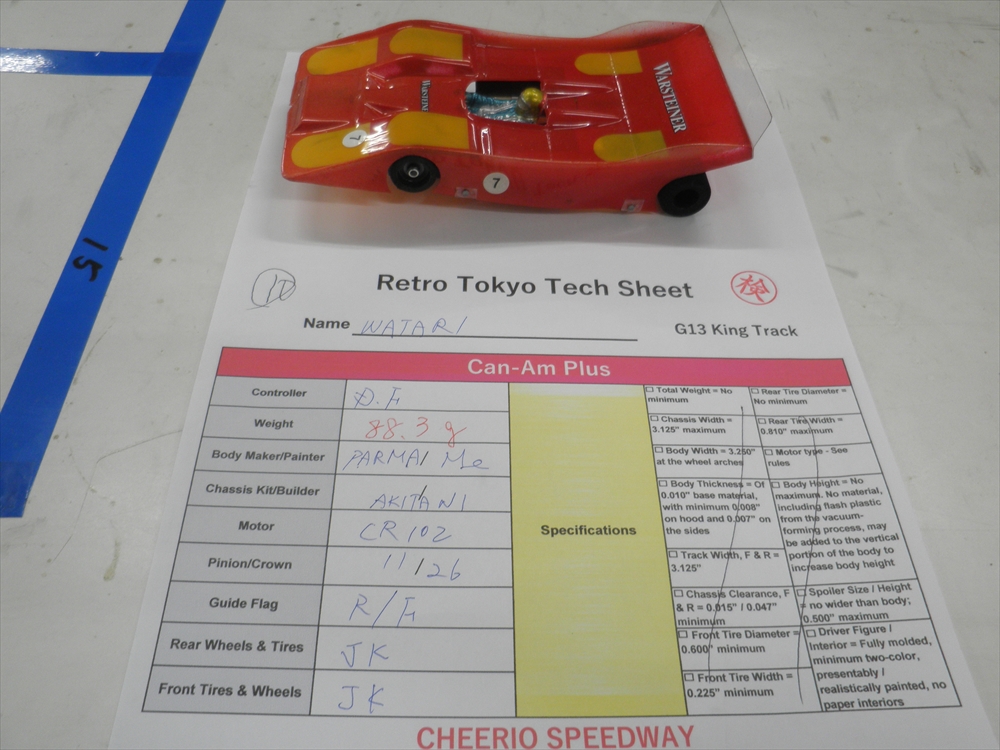 WARSTEINER
WARSTEINER
7
7
15
10
Retro Tokyo Tech Sheet
検
Name WATARI
G13 King Track
Can-Am Plus
Controller D.F
Weight 88.3 g
Body Maker/Painter PARMA/ Me
Chassis Kit/Builder AKITANI
Motor CR102
Pinion/Crown 11/26
Guide Flag R/F
Rear Wheels & Tires JK
Front Tires & Wheels JK
Specifications
☐ Total Weight = No
minimum
☐ Chassis Width =
3.125" maximum
☐ Body Width = 3.250"
at the wheel arches
☐ Body Thickness = Of
0.010" base material,
with minimum 0.008"
on hood and 0.007" on
the sides
☐ Track Width, F & R =
3.125"
☐ Chassis Clearance, F
& R = 0.015" / 0.047"
minimum
☐ Front Tire Diameter =
0.600" minimum
☐ Front Tire Width =
0.225" minimum
☐ Rear Tire Diameter =
No minimum
☐ Rear Tire Width =
0.810" maximum
☐ Motor type - See
rules
☐ Body Height = No
maximum. No material,
including flash plastic
from the vacuum-
forming process, may
be added to the vertical
portion of the body to
increase body height
☐ Spoiler Size / Height
= no wider than body;
0.500" maximum
☐ Driver Figure /
Interior = Fully molded,
minimum two-color,
presentably /
realistically painted, no
paper interiors
CHEERIO SPEEDWAY